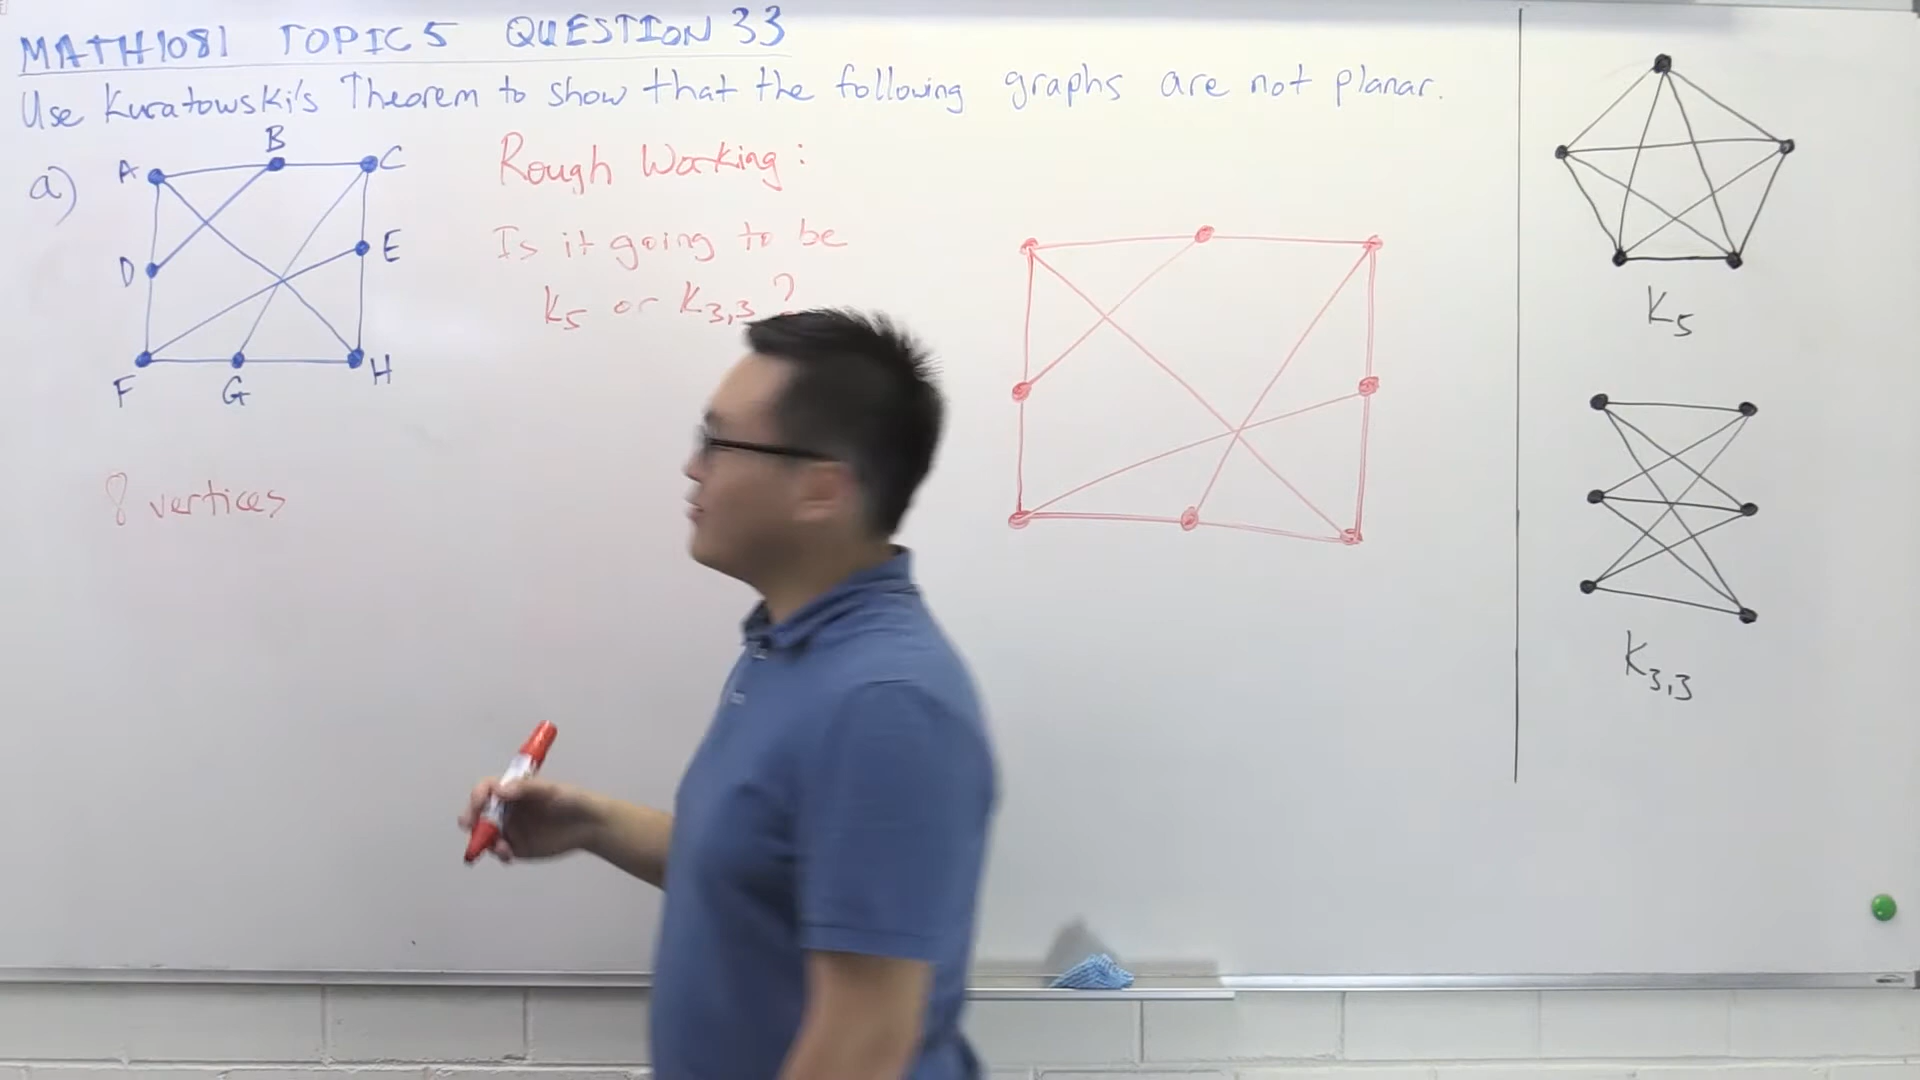 MATH1081 TOPIC 5 QUESTION 33
Use Kuratowski's Theorem to show that the following graphs are not planar.
a)
A B C
D E
F G H
8 vertices
Rough Working:
Is it going to be
K5 or K3,3?
K5
K3,3